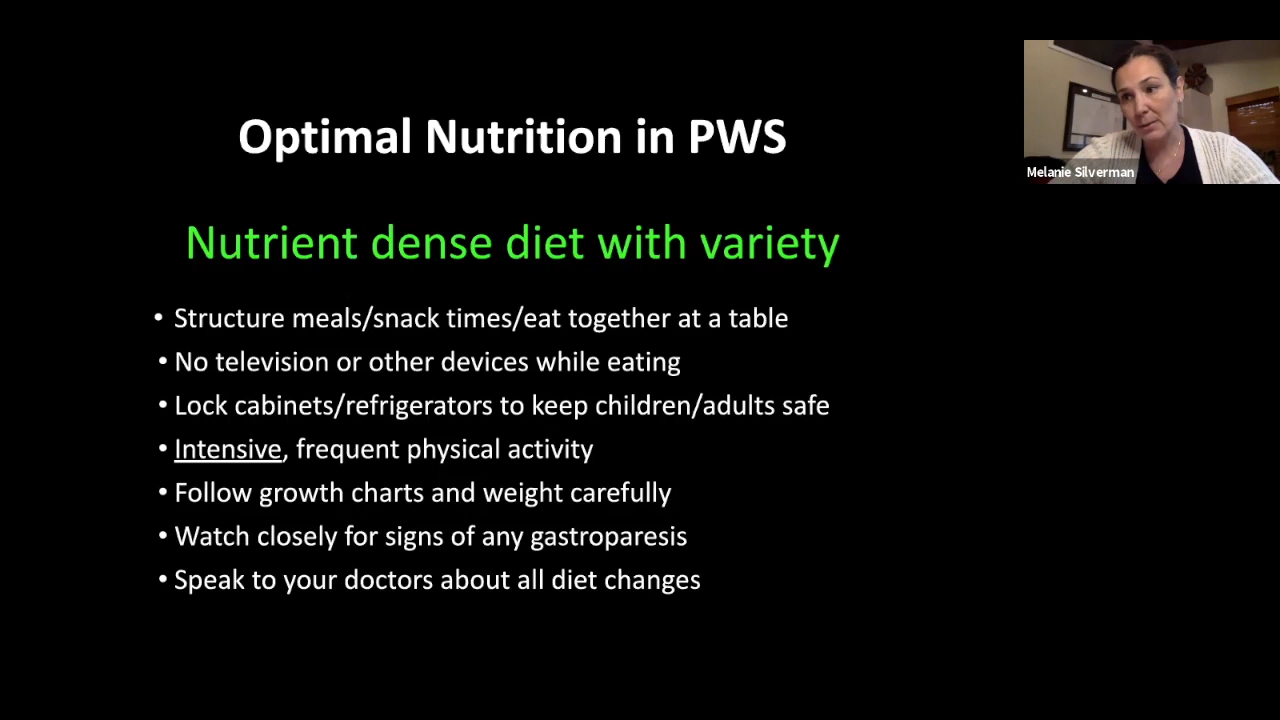 Optimal Nutrition in PWS
Melanie Silverman
Nutrient dense diet with variety
• Structure meals/snack times/eat together at a table
• No television or other devices while eating
• Lock cabinets/refrigerators to keep children/adults safe
• Intensive, frequent physical activity
• Follow growth charts and weight carefully
• Watch closely for signs of any gastroparesis
• Speak to your doctors about all diet changes